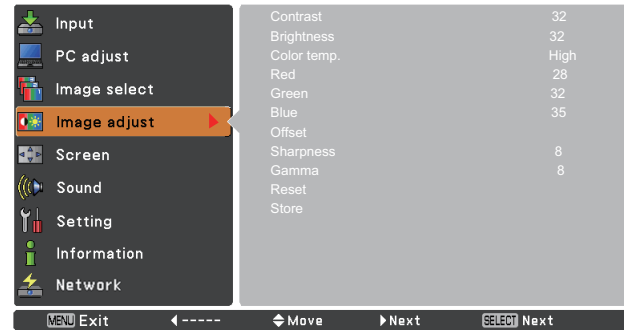 Input
PC adjust
Image select
Image adjust
Screen
Sound
Setting
Information
Network
Contrast 32
Brightness 32
Color temp. High
Red 28
Green 32
Blue 35
Offset
Sharpness 8
Gamma 8
Reset
Store
MENU Exit ◀ ----- Move Next SELECT Next